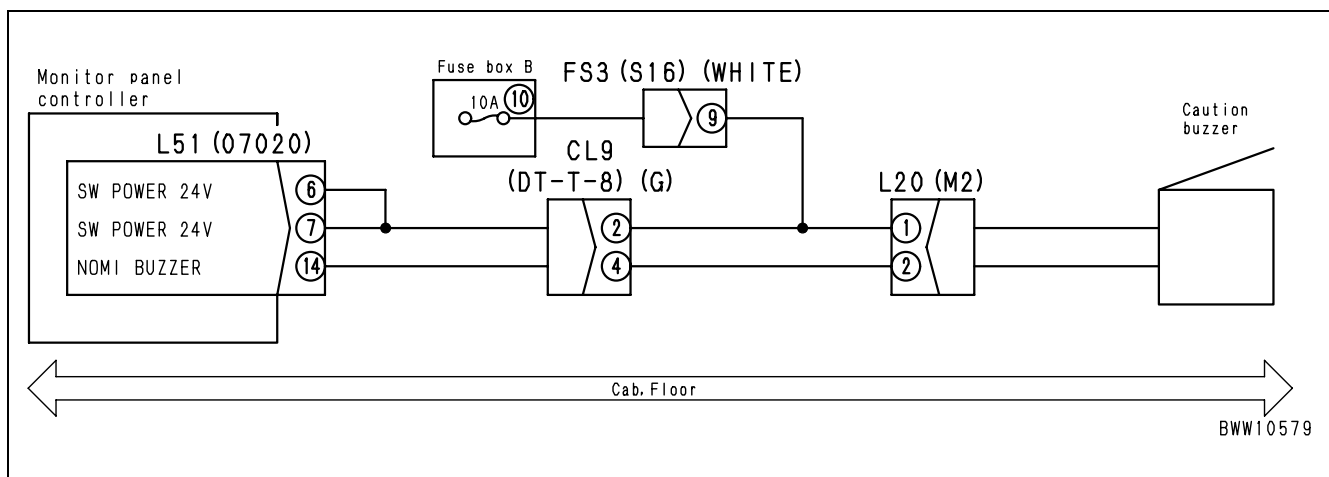 Monitor panel
controller
L51 (07020)
SW POWER 24V
6
SW POWER 24V
7
NOMI BUZZER
14
Fuse box B
10A
10
FS3 (S16) (WHITE)
9
CL9
(DT-T-8) (G)
2
4
L20 (M2)
1
2
Caution
buzzer
Cab, Floor
BWW10579